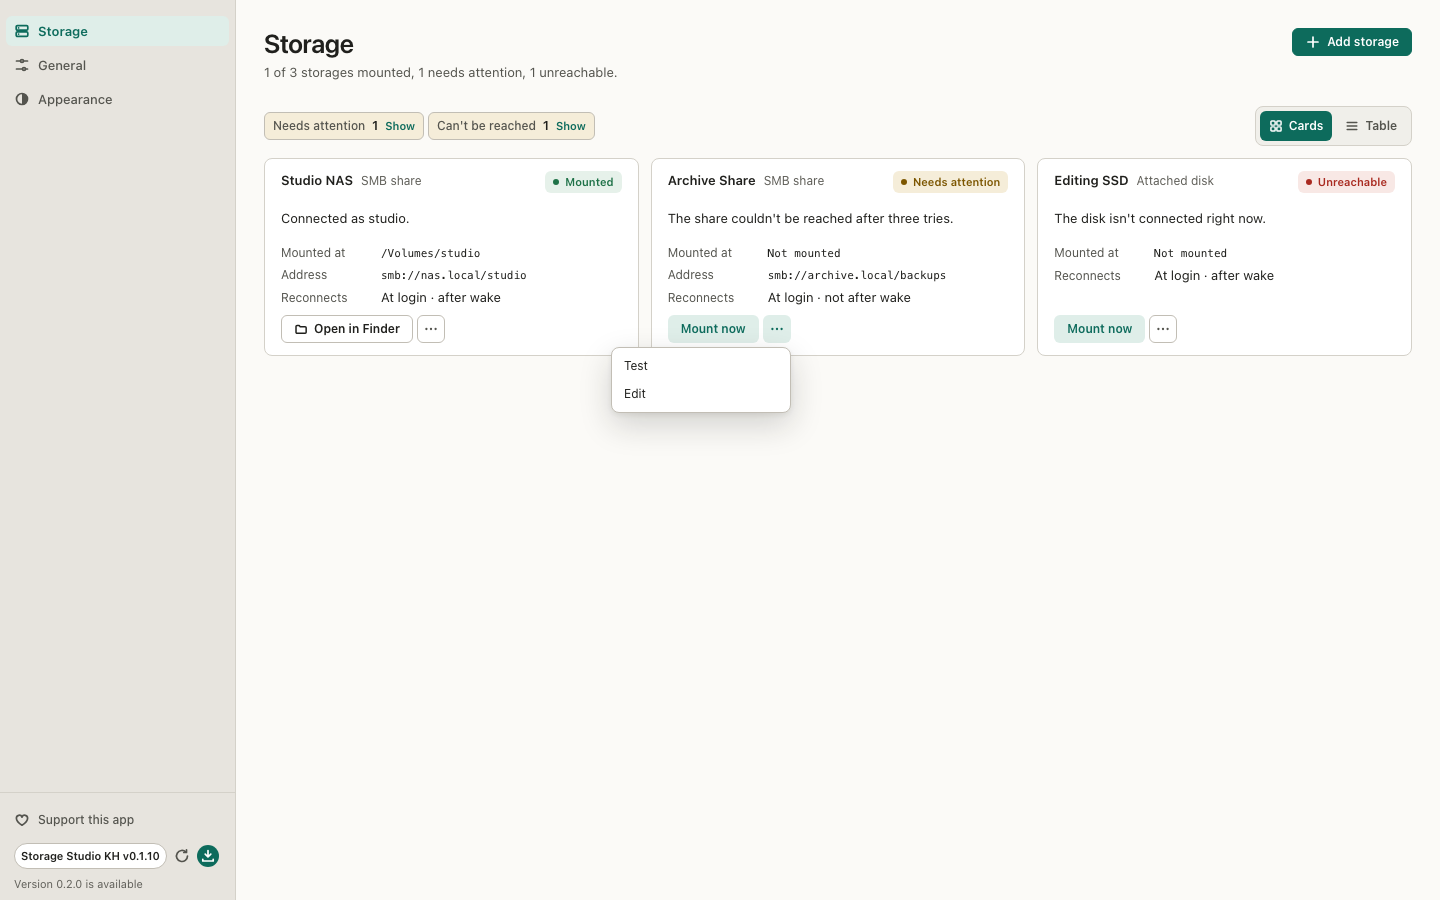 Storage
General
Appearance
Storage
1 of 3 storages mounted, 1 needs attention, 1 unreachable.
Add storage
Needs attention 1 Show
Can't be reached 1 Show
Cards
Table
Studio NAS SMB share
Mounted
Connected as studio.
Mounted at /Volumes/studio
Address smb://nas.local/studio
Reconnects At login · after wake
Open in Finder
Archive Share SMB share
Needs attention
The share couldn't be reached after three tries.
Mounted at Not mounted
Address smb://archive.local/backups
Reconnects At login · not after wake
Mount now
Test
Edit
Editing SSD Attached disk
Unreachable
The disk isn't connected right now.
Mounted at Not mounted
Reconnects At login · after wake
Mount now
Support this app
Storage Studio KH v0.1.10
Version 0.2.0 is available